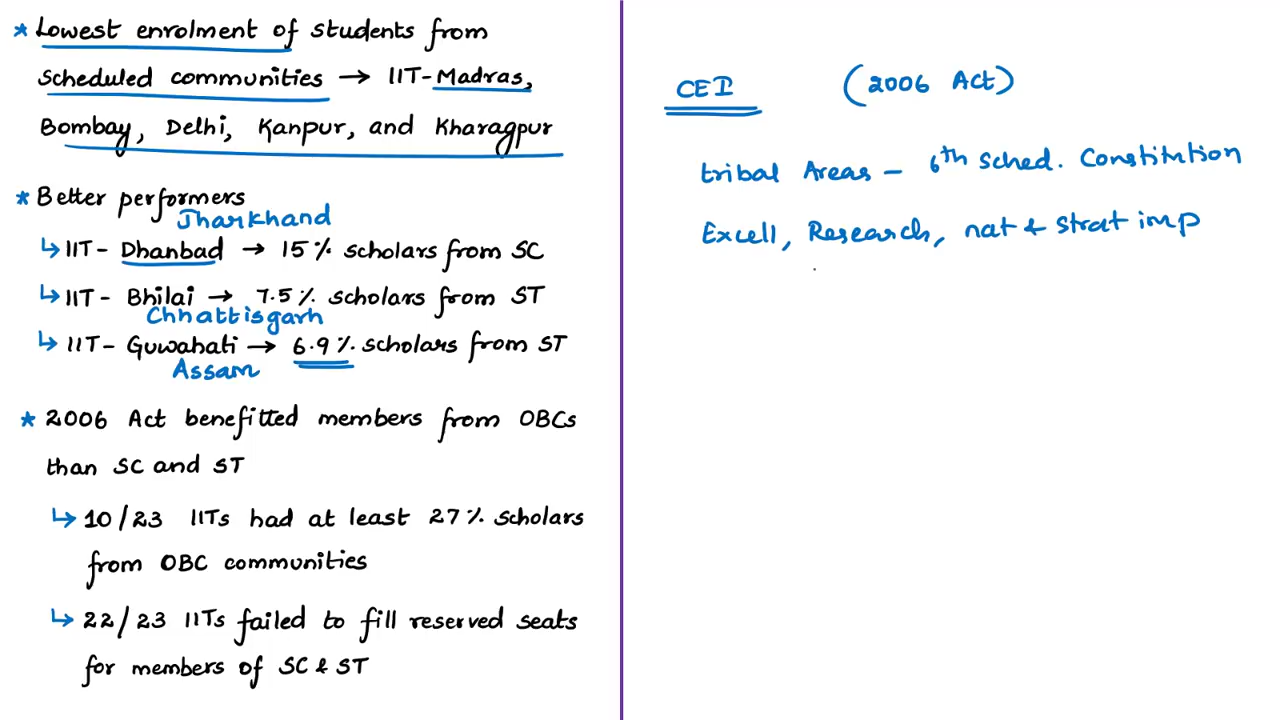 * Lowest enrolment of students from
scheduled communities → IIT-Madras,
Bombay, Delhi, Kanpur, and Kharagpur
* Better performers
Jharkhand
↳ IIT- Dhanbad → 15% scholars from SC
↳ IIT- Bhilai → 7.5% scholars from ST
Chhattisgarh
↳ IIT- Guwahati → 6.9% scholars from ST
Assam
* 2006 Act benefitted members from OBCs
than SC and ST
↳ 10/23 IITs had at least 27% scholars
from OBC communities
↳ 22/23 IITs failed to fill reserved seats
for members of SC & ST
CEI (2006 Act)
tribal Areas – 6th Sched. Constitution
Excell, Research, nat & Strat imp